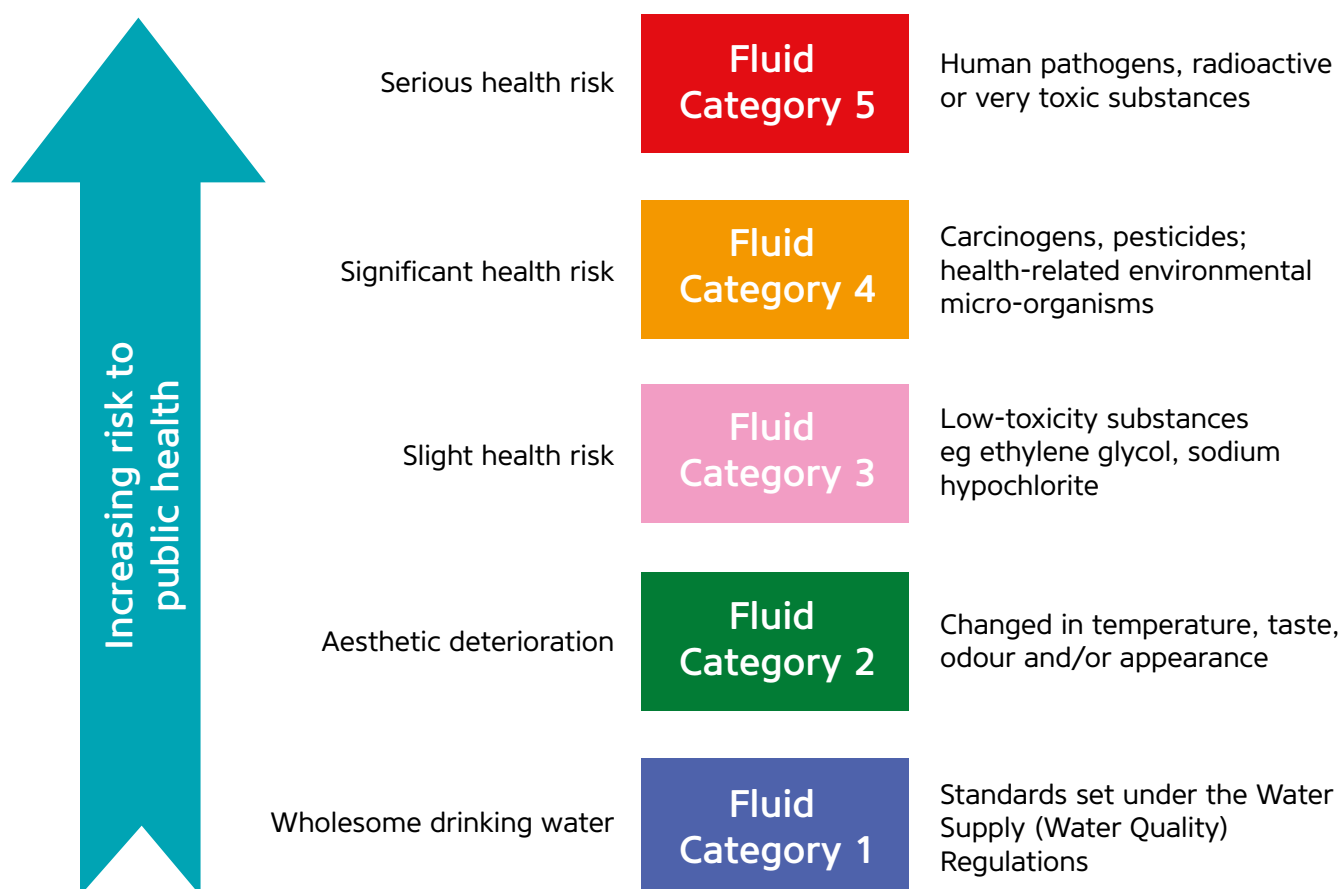 Increasing risk to
public health
Serious health risk
Fluid
Category 5
Human pathogens, radioactive
or very toxic substances
Significant health risk
Fluid
Category 4
Carcinogens, pesticides;
health-related environmental
micro-organisms
Slight health risk
Fluid
Category 3
Low-toxicity substances
eg ethylene glycol, sodium
hypochlorite
Aesthetic deterioration
Fluid
Category 2
Changed in temperature, taste,
odour and/or appearance
Wholesome drinking water
Fluid
Category 1
Standards set under the Water
Supply (Water Quality)
Regulations